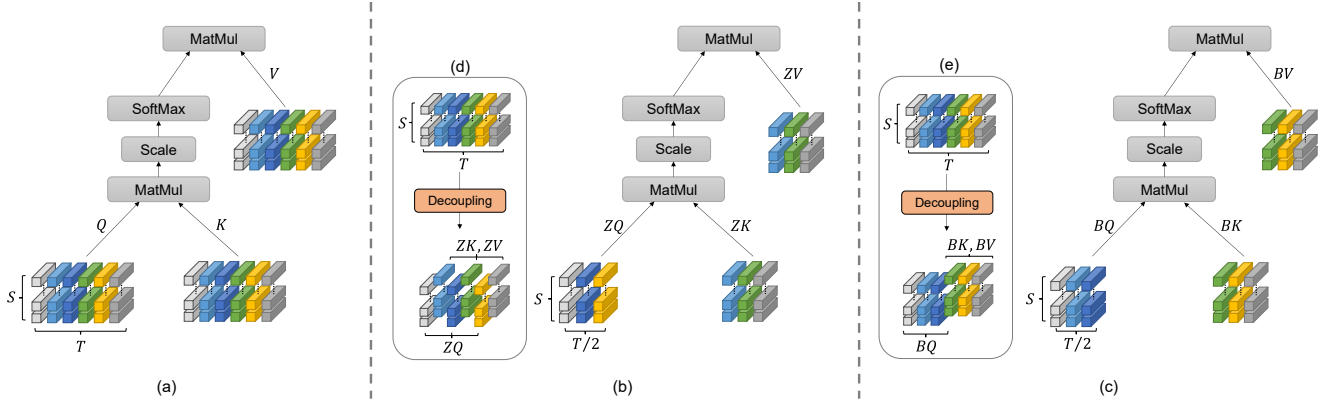 MatMul
V
SoftMax
Scale
MatMul
Q
K
S
T
(a)
(d)
S
T
Decoupling
ZK, ZV
ZQ
MatMul
ZV
SoftMax
Scale
MatMul
ZQ
ZK
S
T/2
(b)
(e)
S
T
Decoupling
BK, BV
BQ
MatMul
BV
SoftMax
Scale
MatMul
BQ
BK
S
T/2
(c)